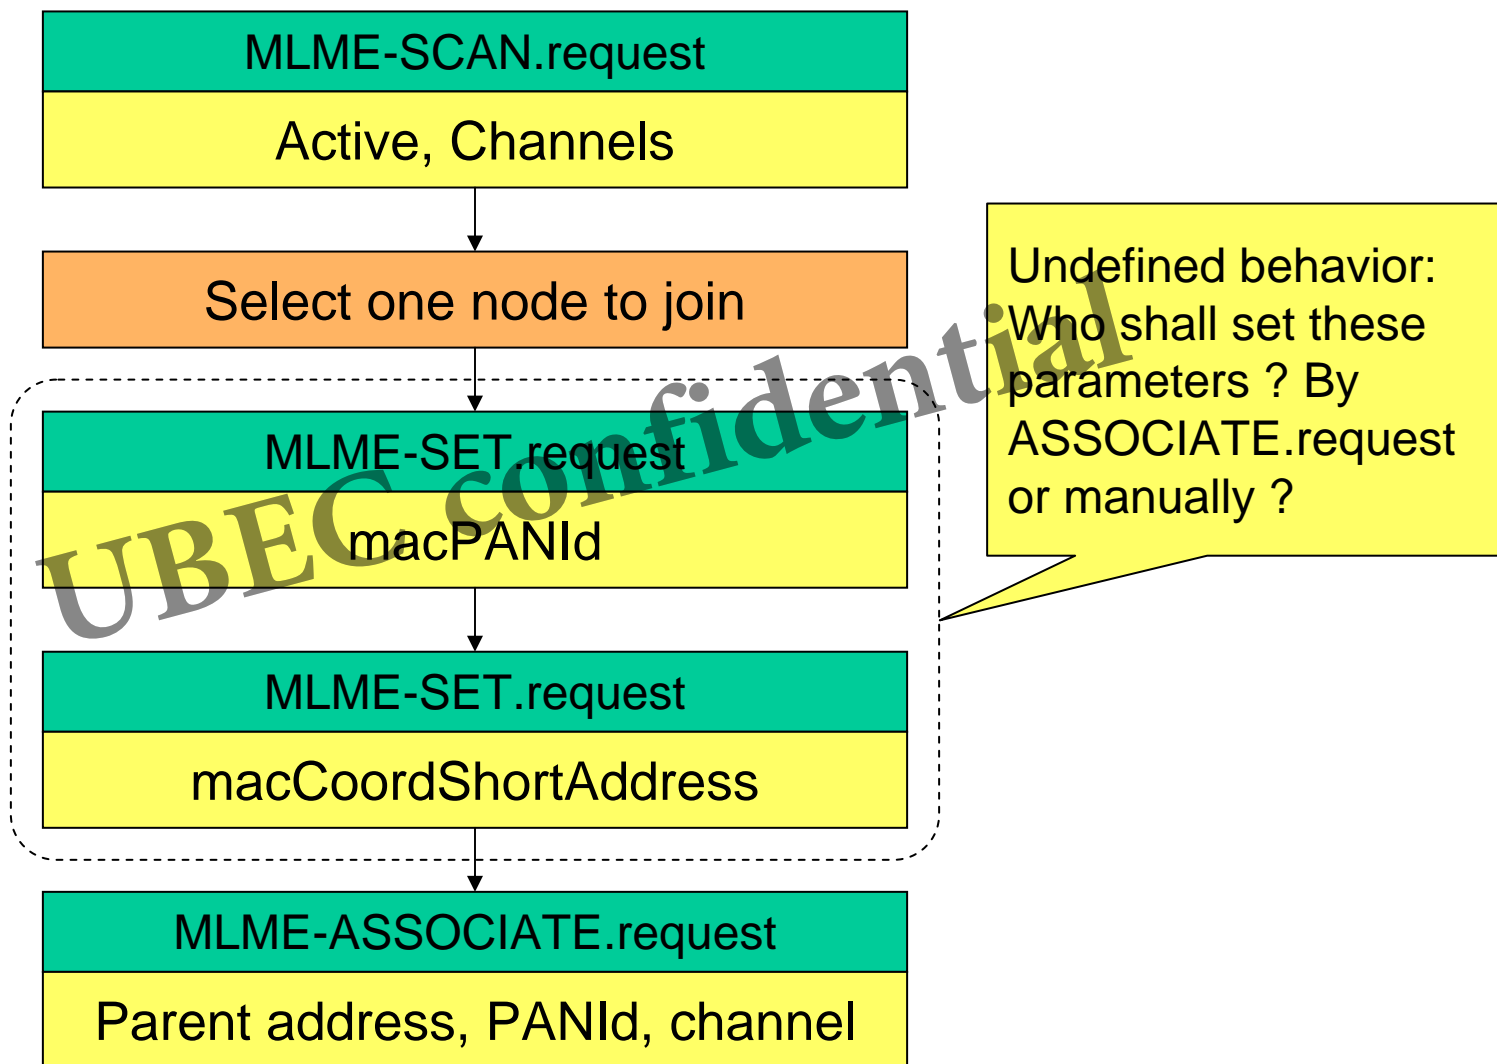 MLME-SCAN.request
Active, Channels
Select one node to join
MLME-SET.request
macPANId
MLME-SET.request
macCoordShortAddress
MLME-ASSOCIATE.request
Parent address, PANId, channel
Undefined behavior:
Who shall set these
parameters ? By
ASSOCIATE.request
or manually ?
UBEC confidential